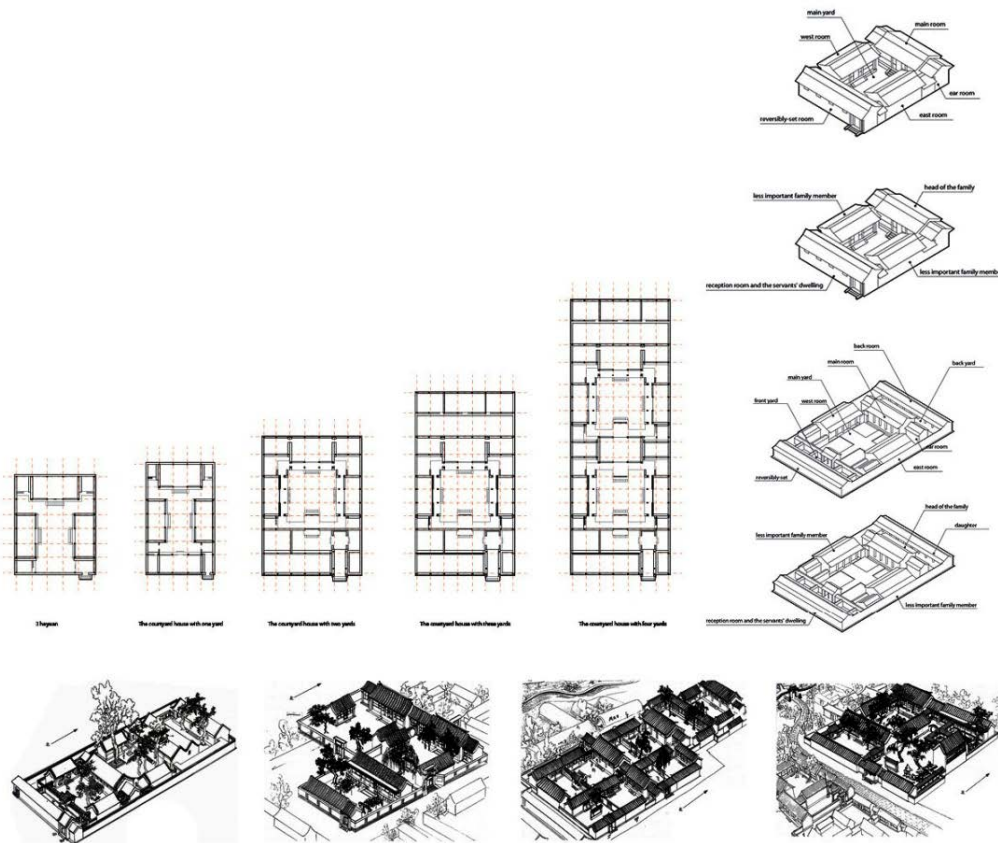 main yard
main room
west room
ear room
east room
reversibly-set room
less important family member
head of the family
less important family memb
reception room and the servants' dwelling
back room
main room
back yard
main yard
front yard
west room
ear room
east room
reversibly-set
head of the family
daughter
less important family member
less important family member
reception room and the servants' dwelling
The courtyard house with one yard
The courtyard house with two yards
The courtyard house with three yards
The courtyard house with four yards